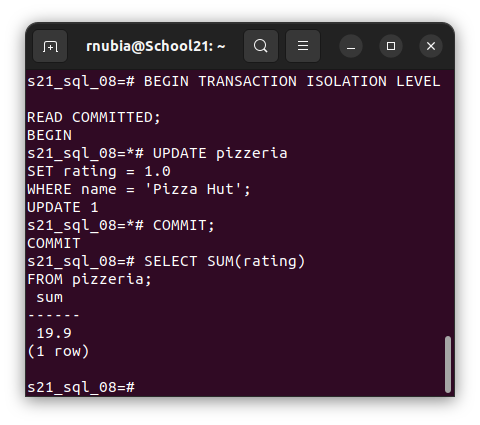 rnubia@School21: ~
s21_sql_08=# BEGIN TRANSACTION ISOLATION LEVEL
READ COMMITTED;
BEGIN
s21_sql_08=*# UPDATE pizzeria
SET rating = 1.0
WHERE name = 'Pizza Hut';
UPDATE 1
s21_sql_08=*# COMMIT;
COMMIT
s21_sql_08=# SELECT SUM(rating)
FROM pizzeria;
 sum
------
 19.9
(1 row)
s21_sql_08=#